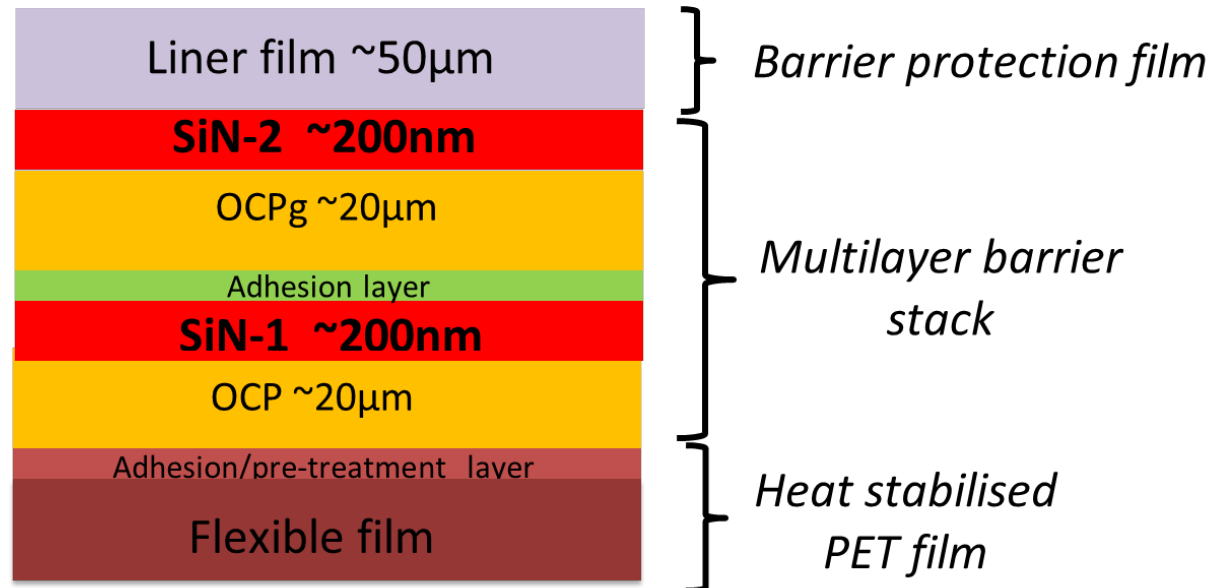 Liner film ~50µm
Barrier protection film
SiN-2 ~200nm
OCPg ~20µm
Adhesion layer
Multilayer barrier
stack
SiN-1 ~200nm
OCP ~20µm
Adhesion/pre-treatment layer
Flexible film
Heat stabilised
PET film